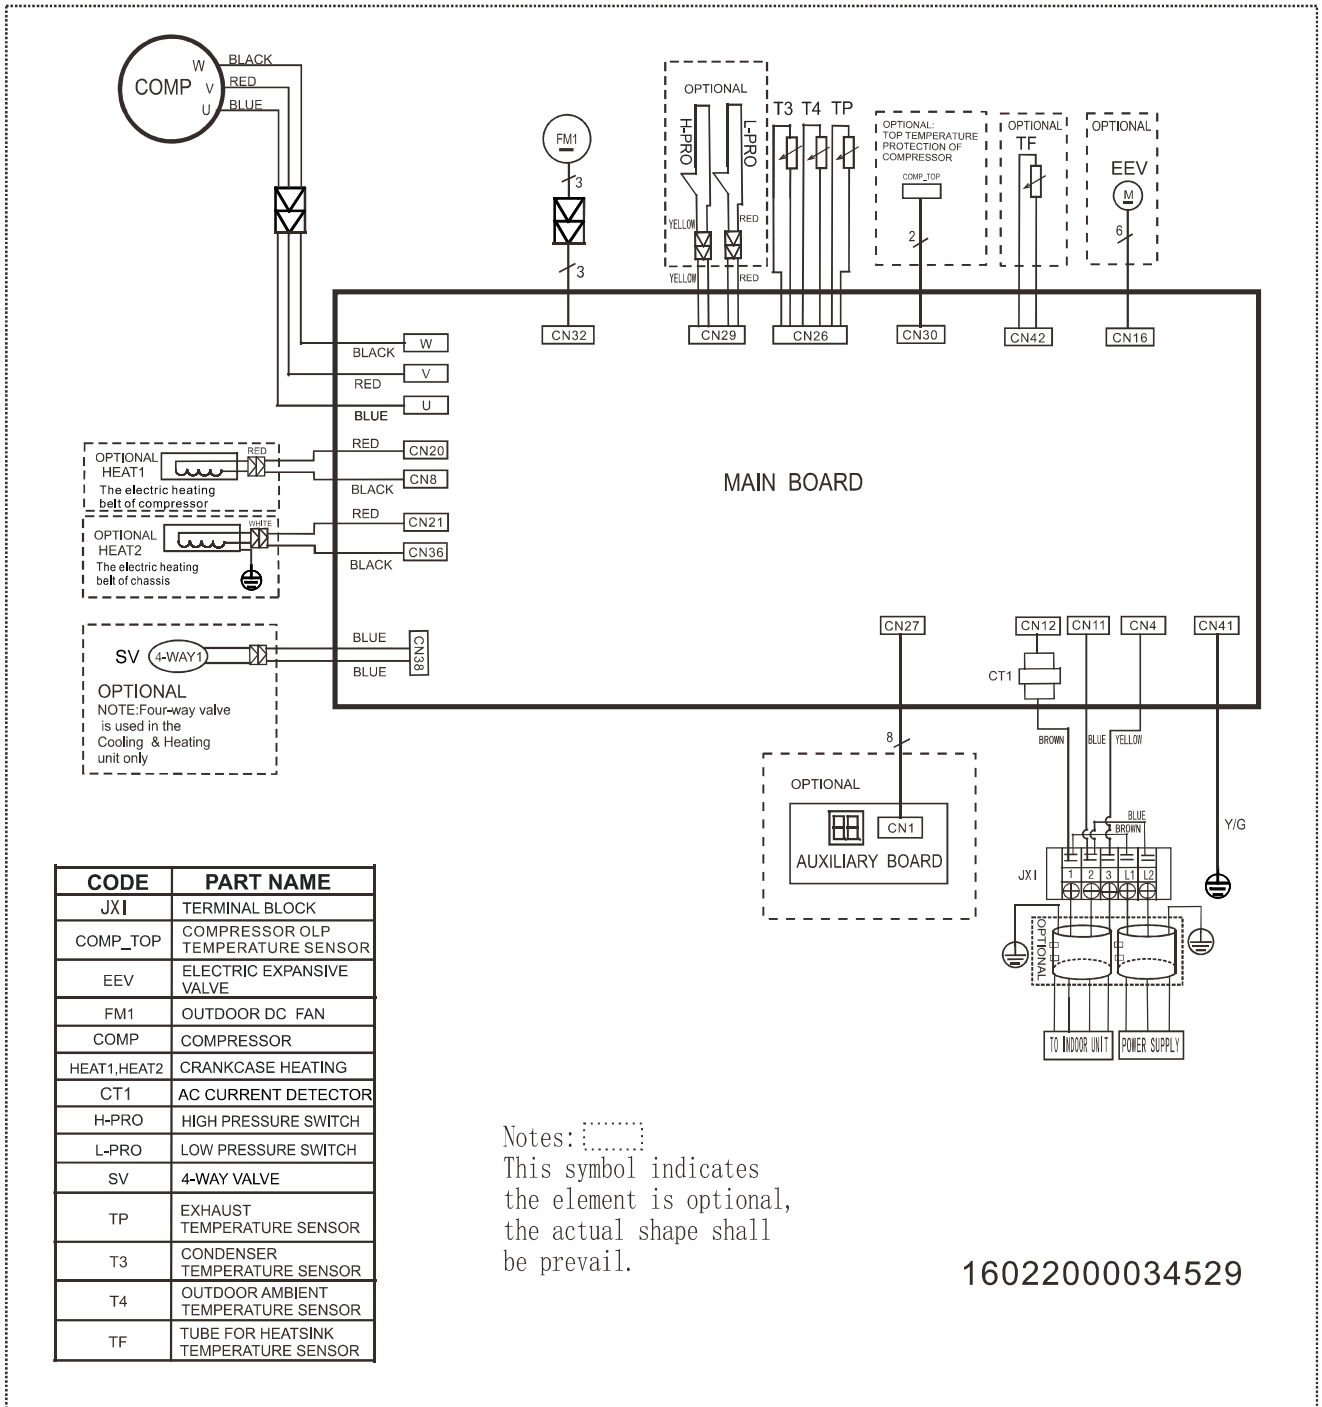 COMP
W
V
U
BLACK
RED
BLUE
FM1
3
3
OPTIONAL
H-PRO
L-PRO
YELLOW
RED
YELLOW
RED
T3 T4 TP
OPTIONAL:
TOP TEMPERATURE
PROTECTION OF
COMPRESSOR
COMP_TOP
2
OPTIONAL
TF
OPTIONAL
EEV
M
6
CN32
CN29
CN26
CN30
CN42
CN16
W
BLACK
V
RED
U
BLUE
OPTIONAL
HEAT1
The electric heating
belt of compressor
RED
RED
CN20
CN8
BLACK
OPTIONAL
HEAT2
The electric heating
belt of chassis
WHITE
RED
CN21
CN36
BLACK
MAIN BOARD
SV
4-WAY1
BLUE
BLUE
CN38
OPTIONAL
NOTE:Four-way valve
is used in the
Cooling & Heating
unit only
CN27
CN12
CN11
CN4
CN41
CT1
8
BROWN
BLUE
YELLOW
Y/G
OPTIONAL
CN1
AUXILIARY BOARD
BLUE
BROWN
JX1
1 2 3 L1 L2
OPTIONAL
TO INDOOR UNIT
POWER SUPPLY
CODE PART NAME
JX1 TERMINAL BLOCK
COMP_TOP COMPRESSOR OLP
TEMPERATURE SENSOR
EEV ELECTRIC EXPANSIVE
VALVE
FM1 OUTDOOR DC FAN
COMP COMPRESSOR
HEAT1,HEAT2 CRANKCASE HEATING
CT1 AC CURRENT DETECTOR
H-PRO HIGH PRESSURE SWITCH
L-PRO LOW PRESSURE SWITCH
SV 4-WAY VALVE
TP EXHAUST
TEMPERATURE SENSOR
T3 CONDENSER
TEMPERATURE SENSOR
T4 OUTDOOR AMBIENT
TEMPERATURE SENSOR
TF TUBE FOR HEATSINK
TEMPERATURE SENSOR
Notes:
This symbol indicates
the element is optional,
the actual shape shall
be prevail.
16022000034529